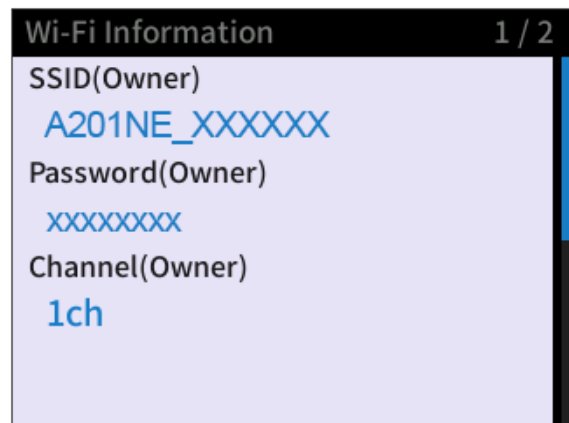 Wi-Fi Information 1 / 2
SSID(Owner)
A201NE_XXXXXX
Password(Owner)
xxxxxxxx
Channel(Owner)
1ch